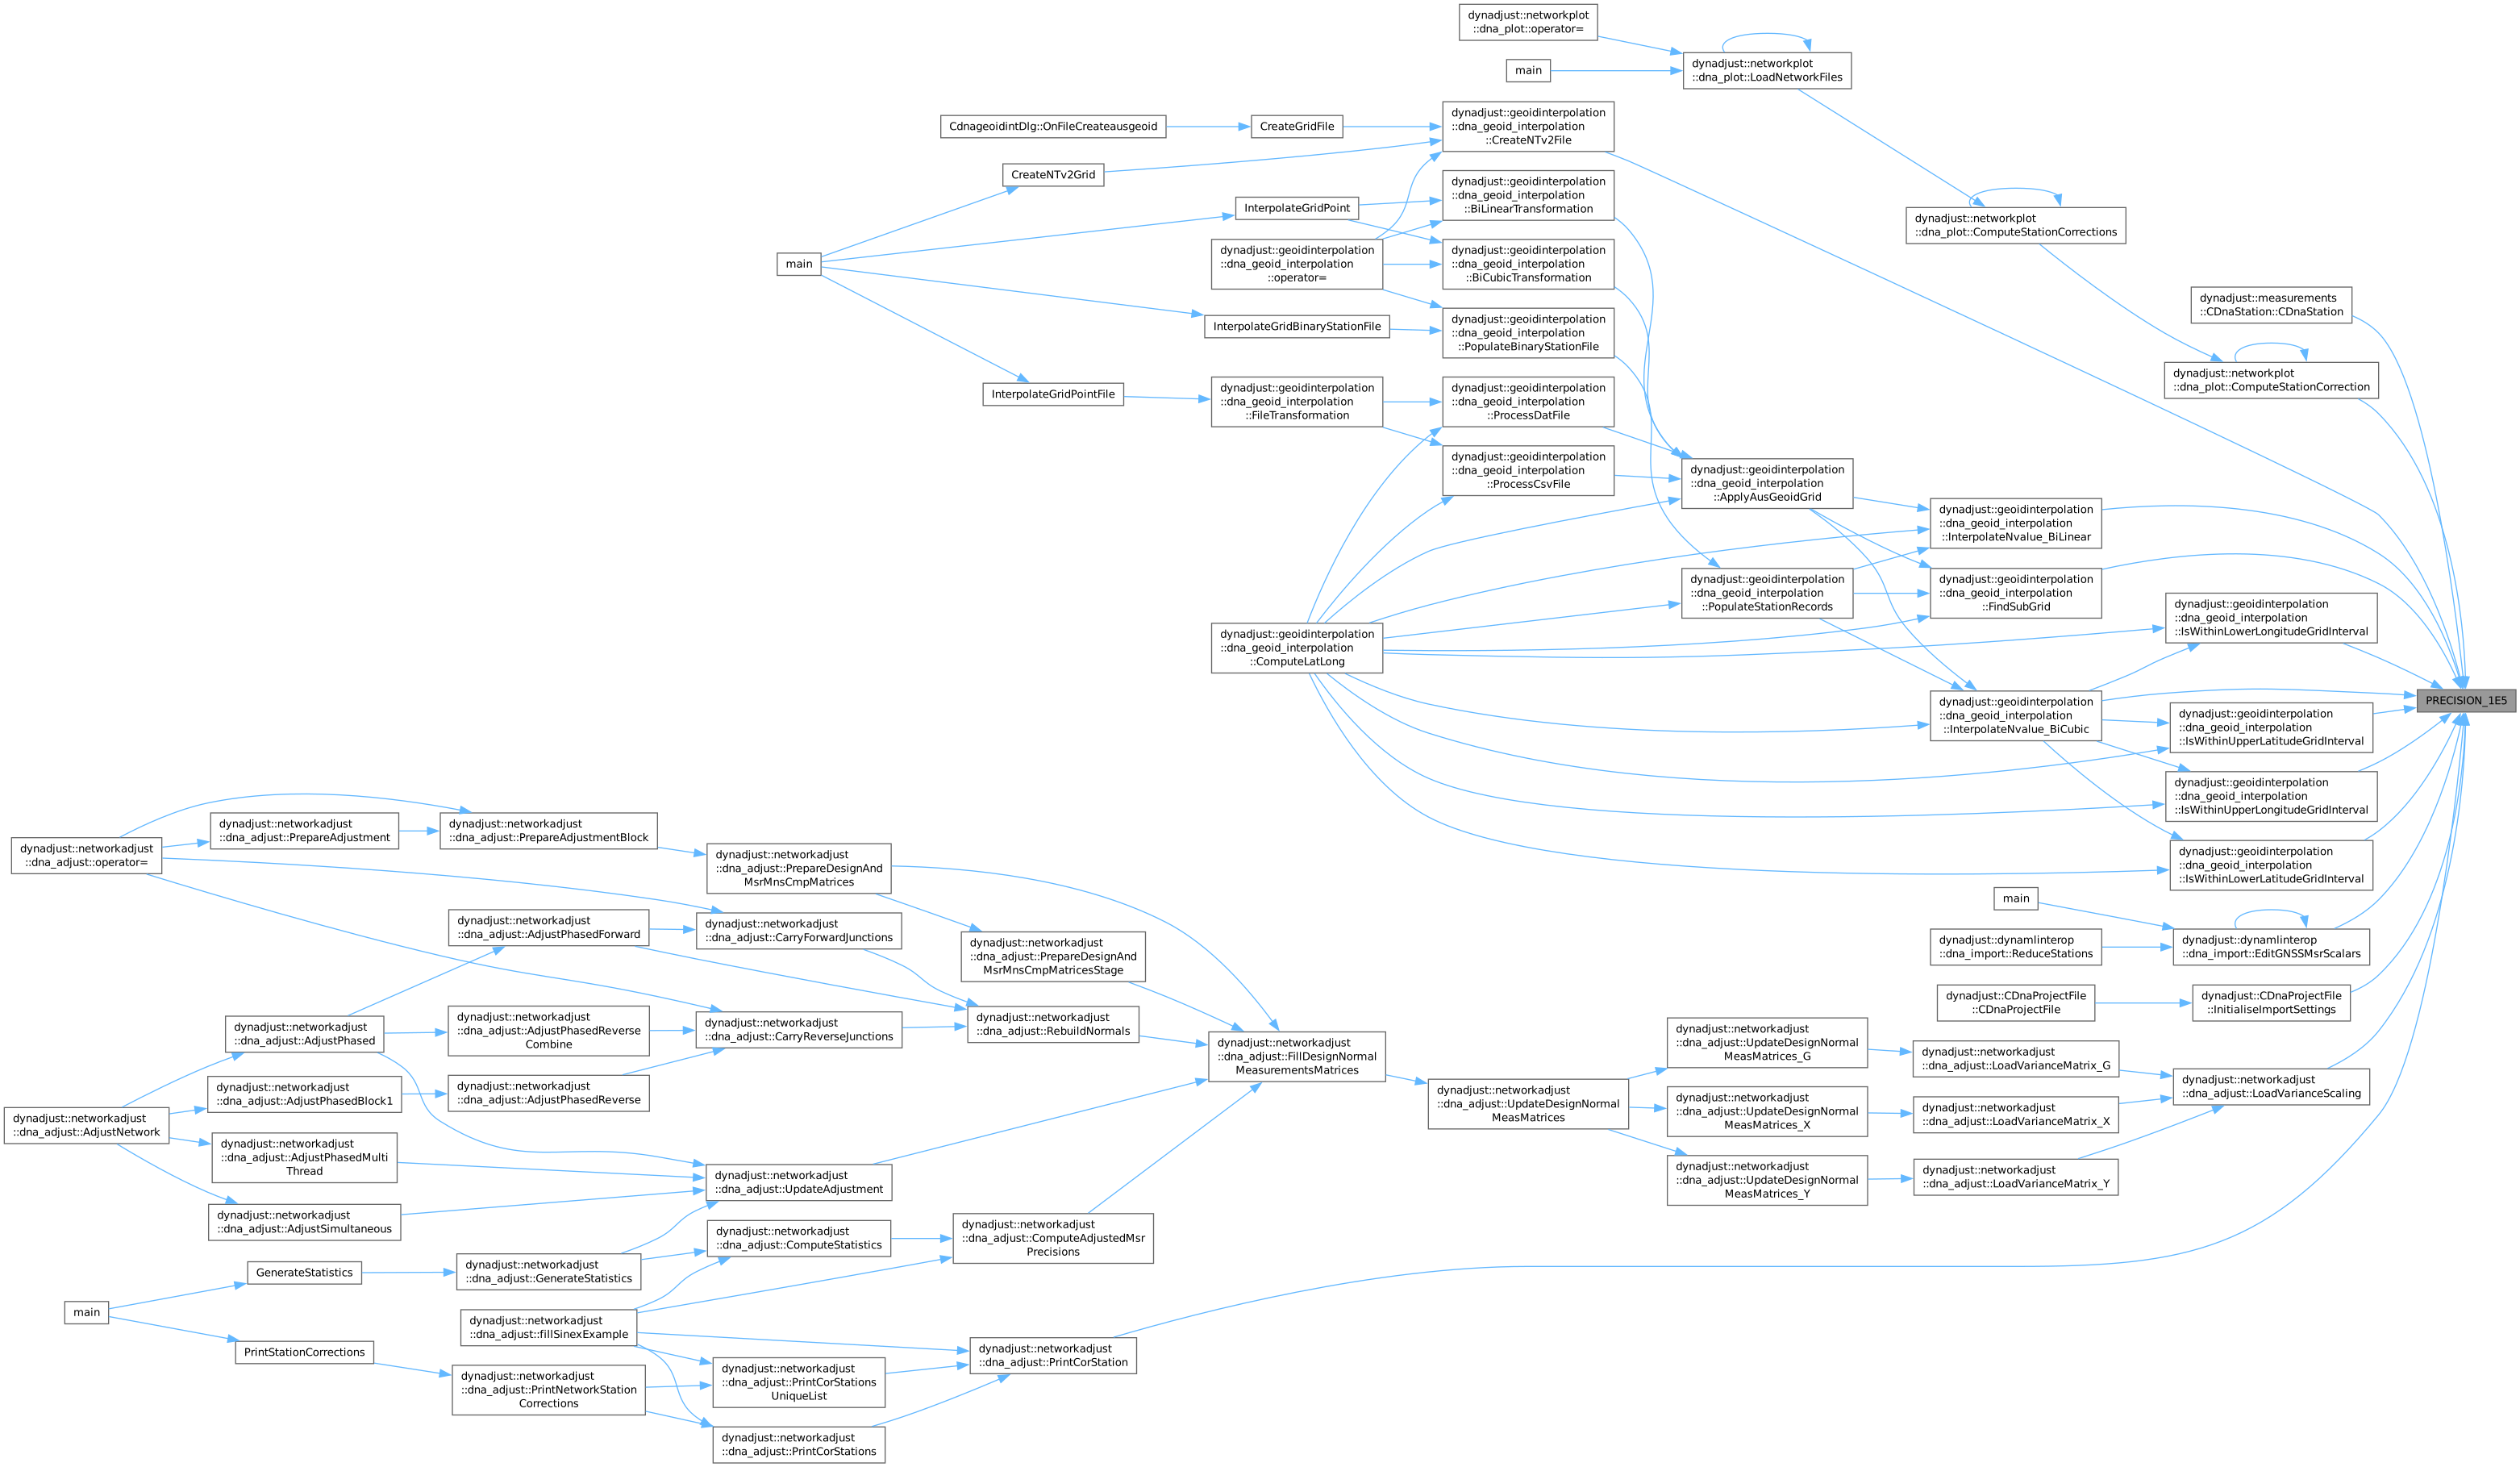 dynadjust::networkplot
::dna_plot::operator=
main
dynadjust::networkplot
::dna_plot::LoadNetworkFiles
CdnageoidintDlg::OnFileCreateausgeoid
CreateGridFile
dynadjust::geoidinterpolation
::dna_geoid_interpolation
::CreateNTv2File
CreateNTv2Grid
InterpolateGridPoint
dynadjust::geoidinterpolation
::dna_geoid_interpolation
::BiLinearTransformation
dynadjust::networkplot
::dna_plot::ComputeStationCorrections
main
dynadjust::geoidinterpolation
::dna_geoid_interpolation
::operator=
dynadjust::geoidinterpolation
::dna_geoid_interpolation
::BiCubicTransformation
dynadjust::measurements
::CDnaStation::CDnaStation
InterpolateGridBinaryStationFile
dynadjust::geoidinterpolation
::dna_geoid_interpolation
::PopulateBinaryStationFile
dynadjust::networkplot
::dna_plot::ComputeStationCorrection
InterpolateGridPointFile
dynadjust::geoidinterpolation
::dna_geoid_interpolation
::FileTransformation
dynadjust::geoidinterpolation
::dna_geoid_interpolation
::ProcessDatFile
dynadjust::geoidinterpolation
::dna_geoid_interpolation
::ProcessCsvFile
dynadjust::geoidinterpolation
::dna_geoid_interpolation
::ApplyAusGeoidGrid
dynadjust::geoidinterpolation
::dna_geoid_interpolation
::InterpolateNvalue_BiLinear
dynadjust::geoidinterpolation
::dna_geoid_interpolation
::PopulateStationRecords
dynadjust::geoidinterpolation
::dna_geoid_interpolation
::FindSubGrid
dynadjust::geoidinterpolation
::dna_geoid_interpolation
::IsWithinLowerLongitudeGridInterval
dynadjust::geoidinterpolation
::dna_geoid_interpolation
::ComputeLatLong
PRECISION_1E5
dynadjust::geoidinterpolation
::dna_geoid_interpolation
::InterpolateNvalue_BiCubic
dynadjust::geoidinterpolation
::dna_geoid_interpolation
::IsWithinUpperLatitudeGridInterval
dynadjust::geoidinterpolation
::dna_geoid_interpolation
::IsWithinUpperLongitudeGridInterval
dynadjust::geoidinterpolation
::dna_geoid_interpolation
::IsWithinLowerLatitudeGridInterval
dynadjust::networkadjust
::dna_adjust::operator=
dynadjust::networkadjust
::dna_adjust::PrepareAdjustment
dynadjust::networkadjust
::dna_adjust::PrepareAdjustmentBlock
dynadjust::networkadjust
::dna_adjust::PrepareDesignAnd
MsrMnsCmpMatrices
main
dynadjust::networkadjust
::dna_adjust::AdjustPhasedForward
dynadjust::networkadjust
::dna_adjust::CarryForwardJunctions
dynadjust::networkadjust
::dna_adjust::PrepareDesignAnd
MsrMnsCmpMatricesStage
dynadjust::dynamlinterop
::dna_import::ReduceStations
dynadjust::dynamlinterop
::dna_import::EditGNSSMsrScalars
dynadjust::CDnaProjectFile
::CDnaProjectFile
dynadjust::CDnaProjectFile
::InitialiseImportSettings
dynadjust::networkadjust
::dna_adjust::AdjustPhased
dynadjust::networkadjust
::dna_adjust::AdjustPhasedReverse
Combine
dynadjust::networkadjust
::dna_adjust::CarryReverseJunctions
dynadjust::networkadjust
::dna_adjust::RebuildNormals
dynadjust::networkadjust
::dna_adjust::FillDesignNormal
MeasurementsMatrices
dynadjust::networkadjust
::dna_adjust::UpdateDesignNormal
MeasMatrices_G
dynadjust::networkadjust
::dna_adjust::LoadVarianceMatrix_G
dynadjust::networkadjust
::dna_adjust::AdjustNetwork
dynadjust::networkadjust
::dna_adjust::AdjustPhasedBlock1
dynadjust::networkadjust
::dna_adjust::AdjustPhasedReverse
dynadjust::networkadjust
::dna_adjust::UpdateDesignNormal
MeasMatrices
dynadjust::networkadjust
::dna_adjust::UpdateDesignNormal
MeasMatrices_X
dynadjust::networkadjust
::dna_adjust::LoadVarianceMatrix_X
dynadjust::networkadjust
::dna_adjust::LoadVarianceScaling
dynadjust::networkadjust
::dna_adjust::AdjustPhasedMulti
Thread
dynadjust::networkadjust
::dna_adjust::UpdateAdjustment
dynadjust::networkadjust
::dna_adjust::UpdateDesignNormal
MeasMatrices_Y
dynadjust::networkadjust
::dna_adjust::LoadVarianceMatrix_Y
dynadjust::networkadjust
::dna_adjust::AdjustSimultaneous
dynadjust::networkadjust
::dna_adjust::ComputeStatistics
dynadjust::networkadjust
::dna_adjust::ComputeAdjustedMsr
Precisions
GenerateStatistics
dynadjust::networkadjust
::dna_adjust::GenerateStatistics
main
dynadjust::networkadjust
::dna_adjust::fillSinexExample
PrintStationCorrections
dynadjust::networkadjust
::dna_adjust::PrintCorStation
dynadjust::networkadjust
::dna_adjust::PrintNetworkStation
Corrections
dynadjust::networkadjust
::dna_adjust::PrintCorStations
UniqueList
dynadjust::networkadjust
::dna_adjust::PrintCorStations